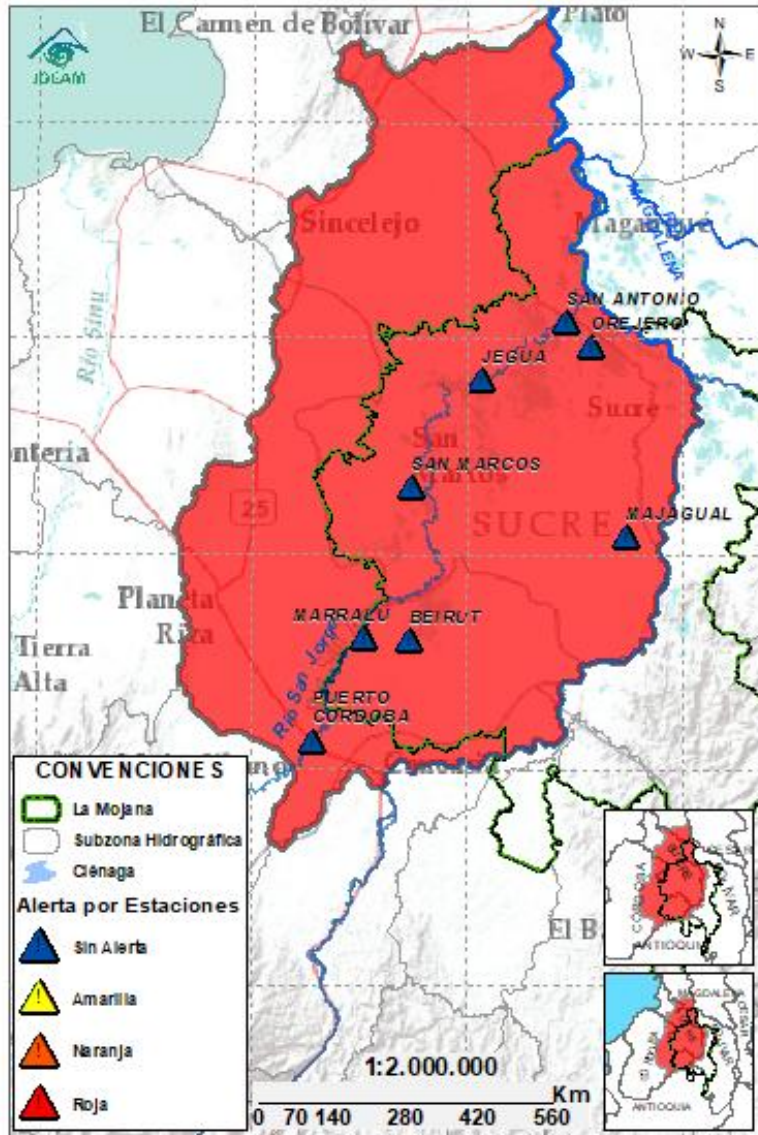 El Carmen de Bolívar
Plato
N
W
E
S
IDEAM
Sincelejo
Magangué
MAGDALENA
Río Sinú
SAN ANTONIO
OREJERO
JEGUA
Sucre
San
Marcos
SAN MARCOS
25
SUCRE
MAJAGUAL
Planeta
Rica
MARRALU
BEIRUT
Tierra
Alta
Río San Jorge
PUERTO
CORDOBA
CONVENCIONES
La Mojana
Subzona Hidrográfica
Ciénaga
Alerta por Estaciones
Sin Alerta
Amarilla
Naranja
Roja
1:2.000.000
Km
0 70 140 280 420 560
El B
CORDOBA
ANTIOQUIA
MAGDALENA
ANTIOQUIA